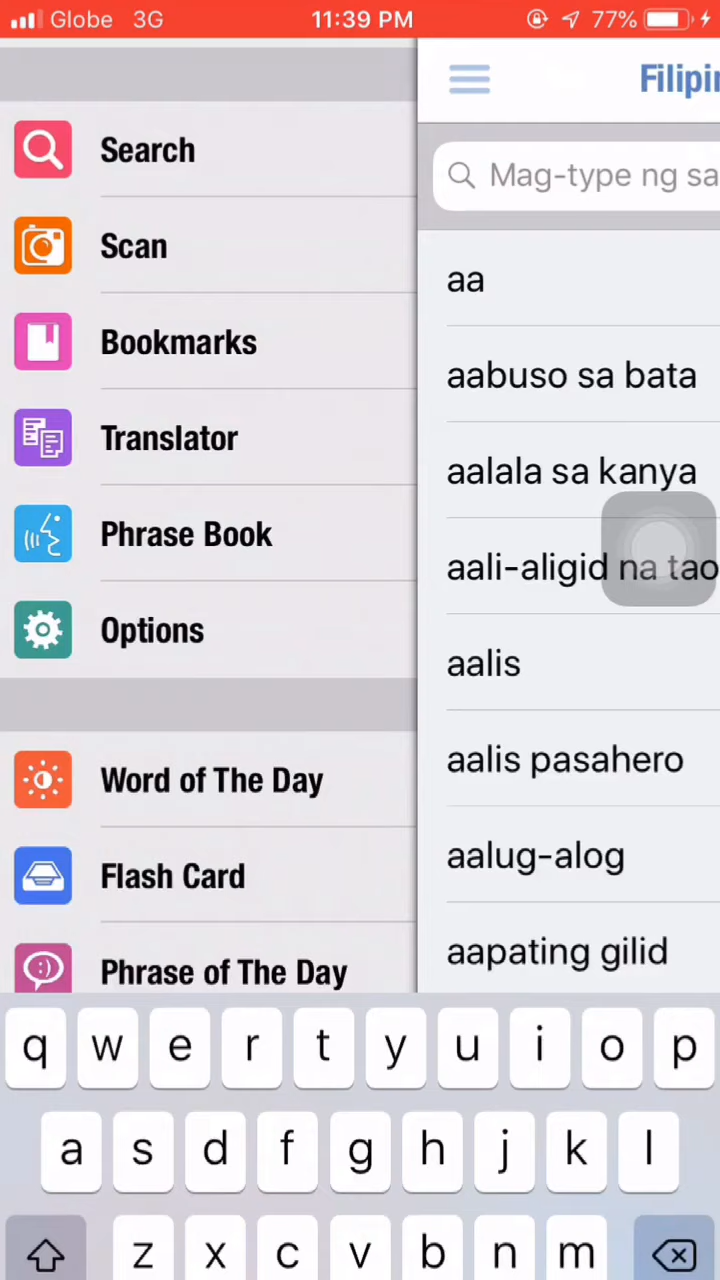 Globe 3G 11:39 PM 77%
Filipin
Mag-type ng sa
Search
Scan
Bookmarks
Translator
Phrase Book
Options
Word of The Day
Flash Card
Phrase of The Day
aa
aabuso sa bata
aalala sa kanya
aali-aligid na tao
aalis
aalis pasahero
aalug-alog
aapating gilid
q w e r t y u i o p
a s d f g h j k l
z x c v b n m